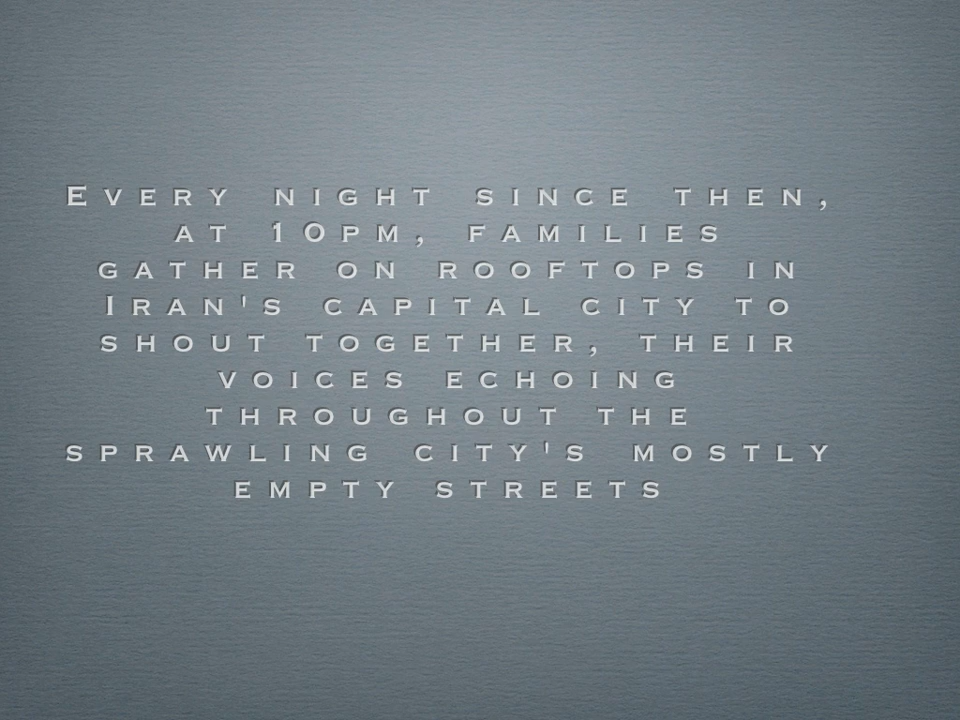 Every night since then,
at 10pm, families
gather on rooftops in
Iran's capital city to
shout together, their
voices echoing
throughout the
sprawling city's mostly
empty streets